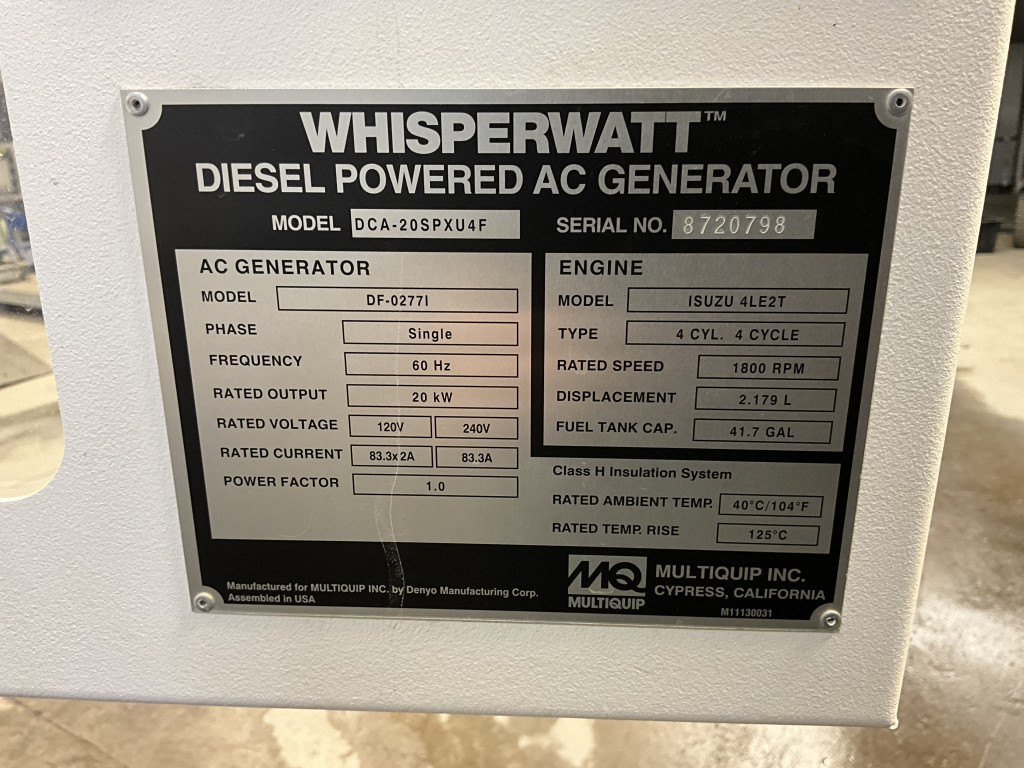 WHISPERWATT™
DIESEL POWERED AC GENERATOR
MODEL DCA-20SPXU4F
SERIAL NO. 8720798
AC GENERATOR
MODEL DF-0277I
PHASE Single
FREQUENCY 60 Hz
RATED OUTPUT 20 kW
RATED VOLTAGE 120V 240V
RATED CURRENT 83.3x2A 83.3A
POWER FACTOR 1.0
ENGINE
MODEL ISUZU 4LE2T
TYPE 4 CYL. 4 CYCLE
RATED SPEED 1800 RPM
DISPLACEMENT 2.179 L
FUEL TANK CAP. 41.7 GAL
Class H Insulation System
RATED AMBIENT TEMP. 40°C/104°F
RATED TEMP. RISE 125°C
Manufactured for MULTIQUIP INC. by Denyo Manufacturing Corp.
Assembled in USA
MQ
MULTIQUIP
MULTIQUIP INC.
CYPRESS, CALIFORNIA
M11130031